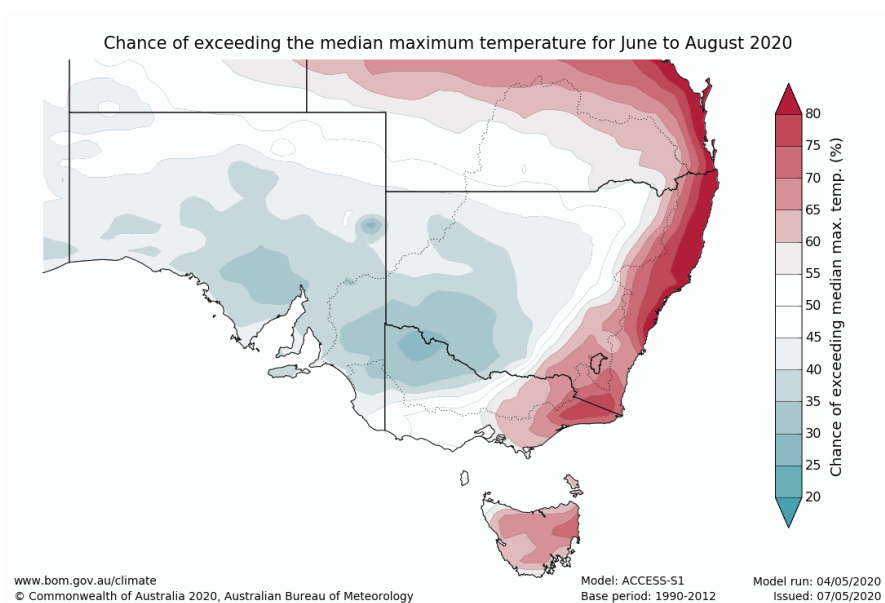 Chance of exceeding the median maximum temperature for June to August 2020
80
75
70
65
60
55
50
45
40
35
30
25
20
Chance of exceeding median max. temp. (%)
www.bom.gov.au/climate
© Commonwealth of Australia 2020, Australian Bureau of Meteorology
Model: ACCESS-S1
Base period: 1990-2012
Model run: 04/05/2020
Issued: 07/05/2020